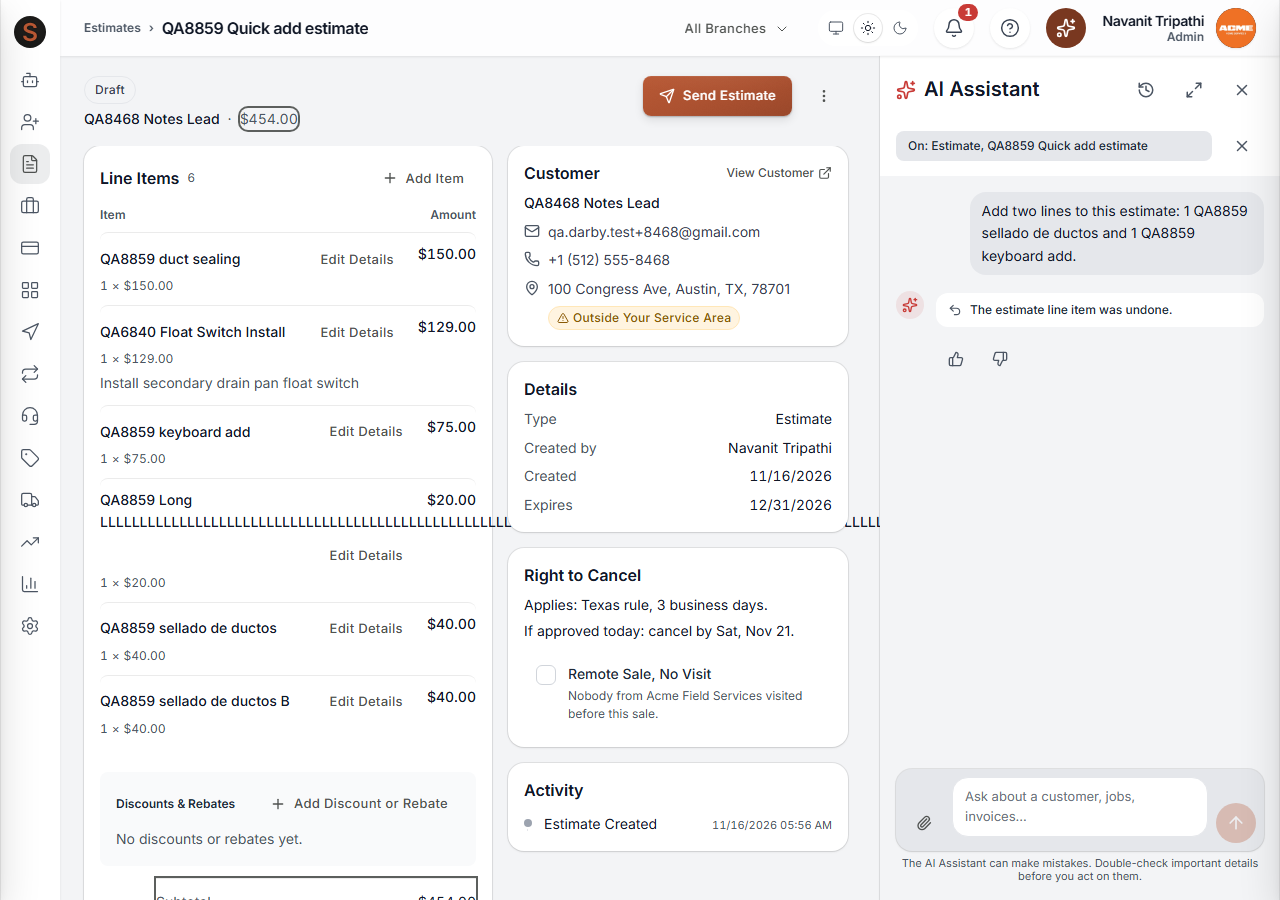 S
Estimates › QA8859 Quick add estimate
All Branches
1
Navanit Tripathi
Admin
ACME
Draft
QA8468 Notes Lead · $454.00
Send Estimate
Line Items 6
Add Item
Item Amount
QA8859 duct sealing Edit Details $150.00
1 × $150.00
QA6840 Float Switch Install Edit Details $129.00
1 × $129.00
Install secondary drain pan float switch
QA8859 keyboard add Edit Details $75.00
1 × $75.00
QA8859 Long $20.00
Edit Details
1 × $20.00
QA8859 sellado de ductos Edit Details $40.00
1 × $40.00
QA8859 sellado de ductos B Edit Details $40.00
1 × $40.00
Discounts & Rebates
Add Discount or Rebate
No discounts or rebates yet.
Customer
View Customer
QA8468 Notes Lead
qa.darby.test+8468@gmail.com
+1 (512) 555-8468
100 Congress Ave, Austin, TX, 78701
Outside Your Service Area
Details
Type Estimate
Created by Navanit Tripathi
Created 11/16/2026
Expires 12/31/2026
Right to Cancel
Applies: Texas rule, 3 business days.
If approved today: cancel by Sat, Nov 21.
Remote Sale, No Visit
Nobody from Acme Field Services visited
before this sale.
Activity
Estimate Created 11/16/2026 05:56 AM
AI Assistant
On: Estimate, QA8859 Quick add estimate
Add two lines to this estimate: 1 QA8859
sellado de ductos and 1 QA8859
keyboard add.
The estimate line item was undone.
Ask about a customer, jobs,
invoices...
The AI Assistant can make mistakes. Double-check important details
before you act on them.